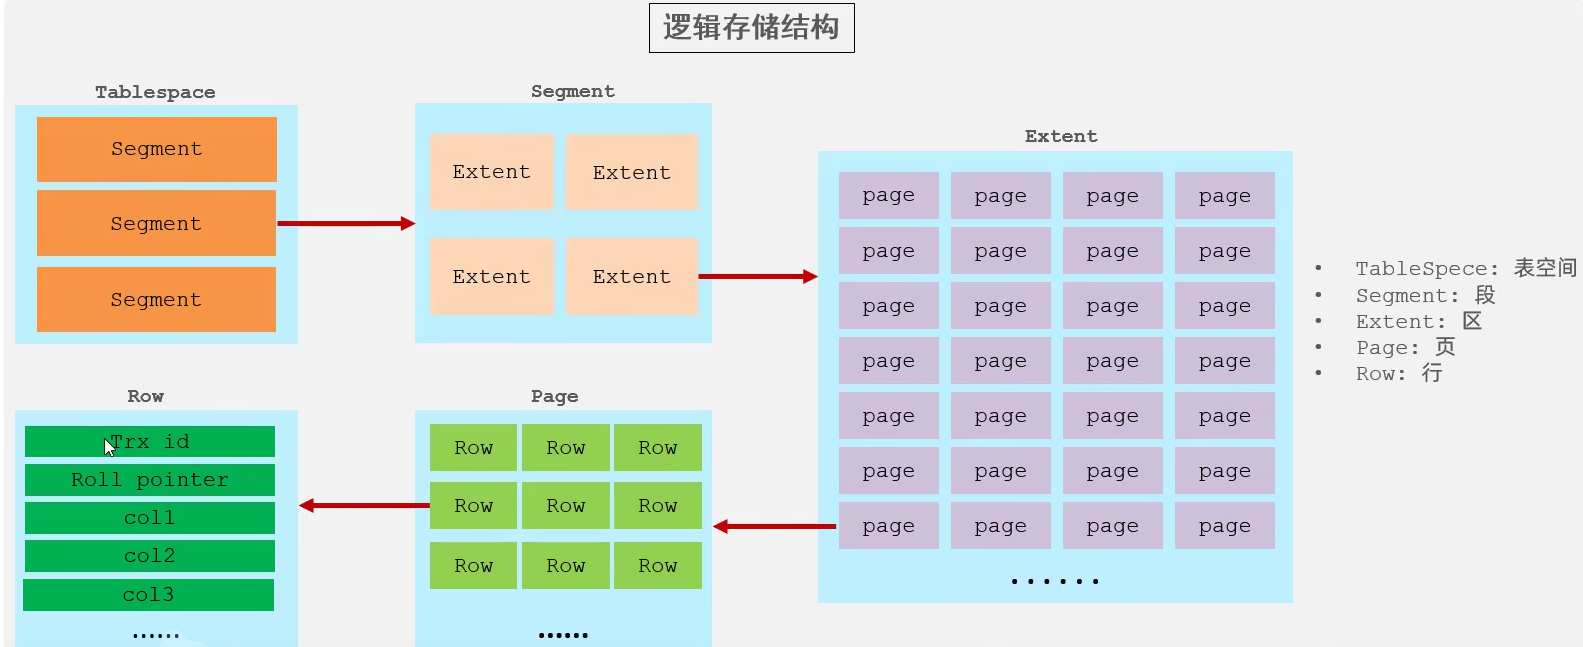 逻辑存储结构
Tablespace
Segment
Segment
Segment
Segment
Extent Extent
Extent Extent
Extent
page page page page
page page page page
page page page page
page page page page
page page page page
page page page page
page page page page
......
• TableSpece: 表空间
• Segment: 段
• Extent: 区
• Page: 页
• Row: 行
Row
Trx id
Roll pointer
col1
col2
col3
......
Page
Row Row Row
Row Row Row
Row Row Row
......